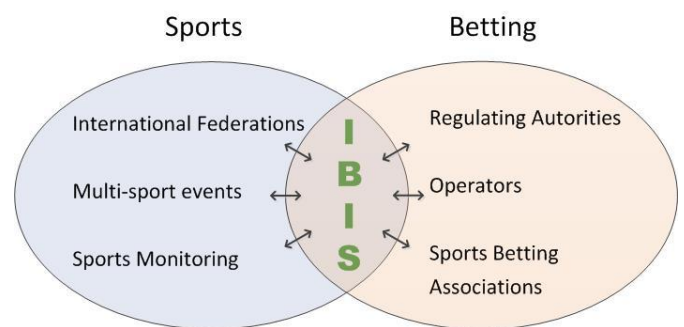 Sports
Betting
International Federations
Multi-sport events
Sports Monitoring
I
B
I
S
Regulating Autorities
Operators
Sports Betting
Associations